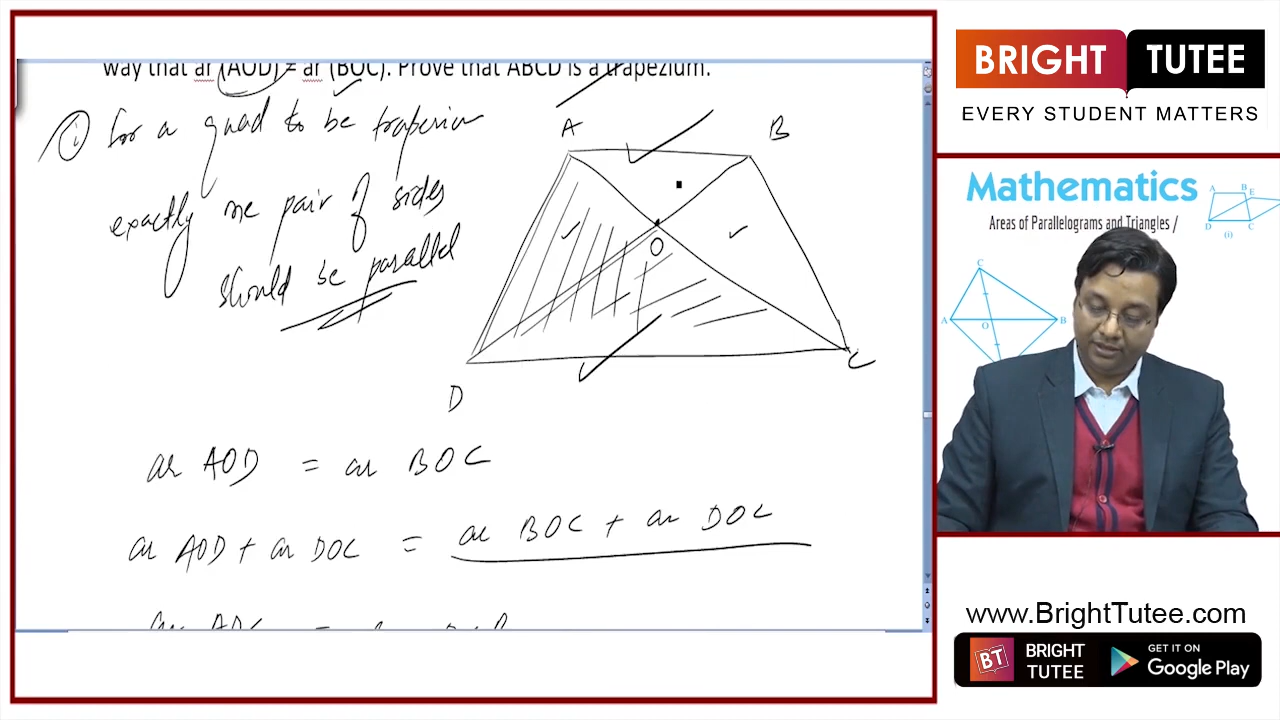 way that ar (AOD) = ar (BOC). Prove that ABCD is a trapezium.
(i) For a quad to be trapezium
exactly one pair of sides
should be parallel
A
B
O
D
C
ar AOD = ar BOC
ar AOD + ar DOC = ar BOC + ar DOC
BRIGHT TUTEE
EVERY STUDENT MATTERS
Mathematics
Areas of Parallelograms and Triangles /
A
B
E
D
C
(i)
C
A
O
B
www.BrightTutee.com
BT
BRIGHT
TUTEE
GET IT ON
Google Play